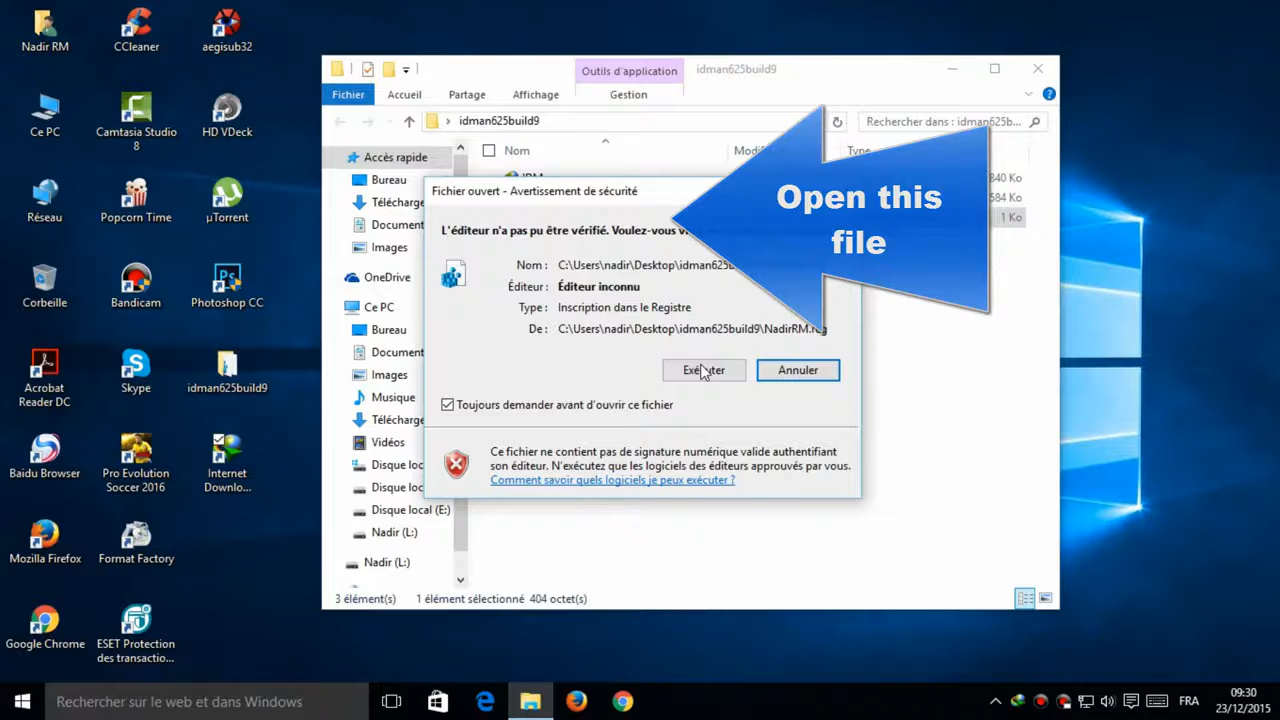 Nadir RM
CCleaner
aegisub32
Ce PC
Camtasia Studio
8
HD VDeck
Réseau
Popcorn Time
µTorrent
Corbeille
Bandicam
Photoshop CC
Acrobat
Reader DC
Skype
idman625build9
Baidu Browser
Pro Evolution
Soccer 2016
Internet
Downlo...
Mozilla Firefox
Format Factory
Google Chrome
ESET Protection
des transactio...
Outils d'application
idman625build9
Fichier
Accueil
Partage
Affichage
Gestion
idman625build9
Rechercher dans : idman625b...
Accès rapide
Bureau
Télécharge
Document
Images
OneDrive
Ce PC
Bureau
Document
Images
Musique
Télécharge
Vidéos
Disque loc
Disque loc
Disque local (E:)
Nadir (L:)
Nadir (L:)
Nom
840 Ko
584 Ko
1 Ko
Fichier ouvert - Avertissement de sécurité
L'éditeur n'a pas pu être vérifié. Voulez-vous
Nom : C:\Users\nadir\Desktop\idman625
Éditeur : Éditeur inconnu
Type : Inscription dans le Registre
De : C:\Users\nadir\Desktop\idman625build9\NadirRM.reg
Exécuter
Annuler
Toujours demander avant d'ouvrir ce fichier
Ce fichier ne contient pas de signature numérique valide authentifiant
son éditeur. N'exécutez que les logiciels des éditeurs approuvés par vous.
Comment savoir quels logiciels je peux exécuter ?
Open this
file
3 élément(s)
1 élément sélectionné 404 octet(s)
Rechercher sur le web et dans Windows
FRA
09:30
23/12/2015